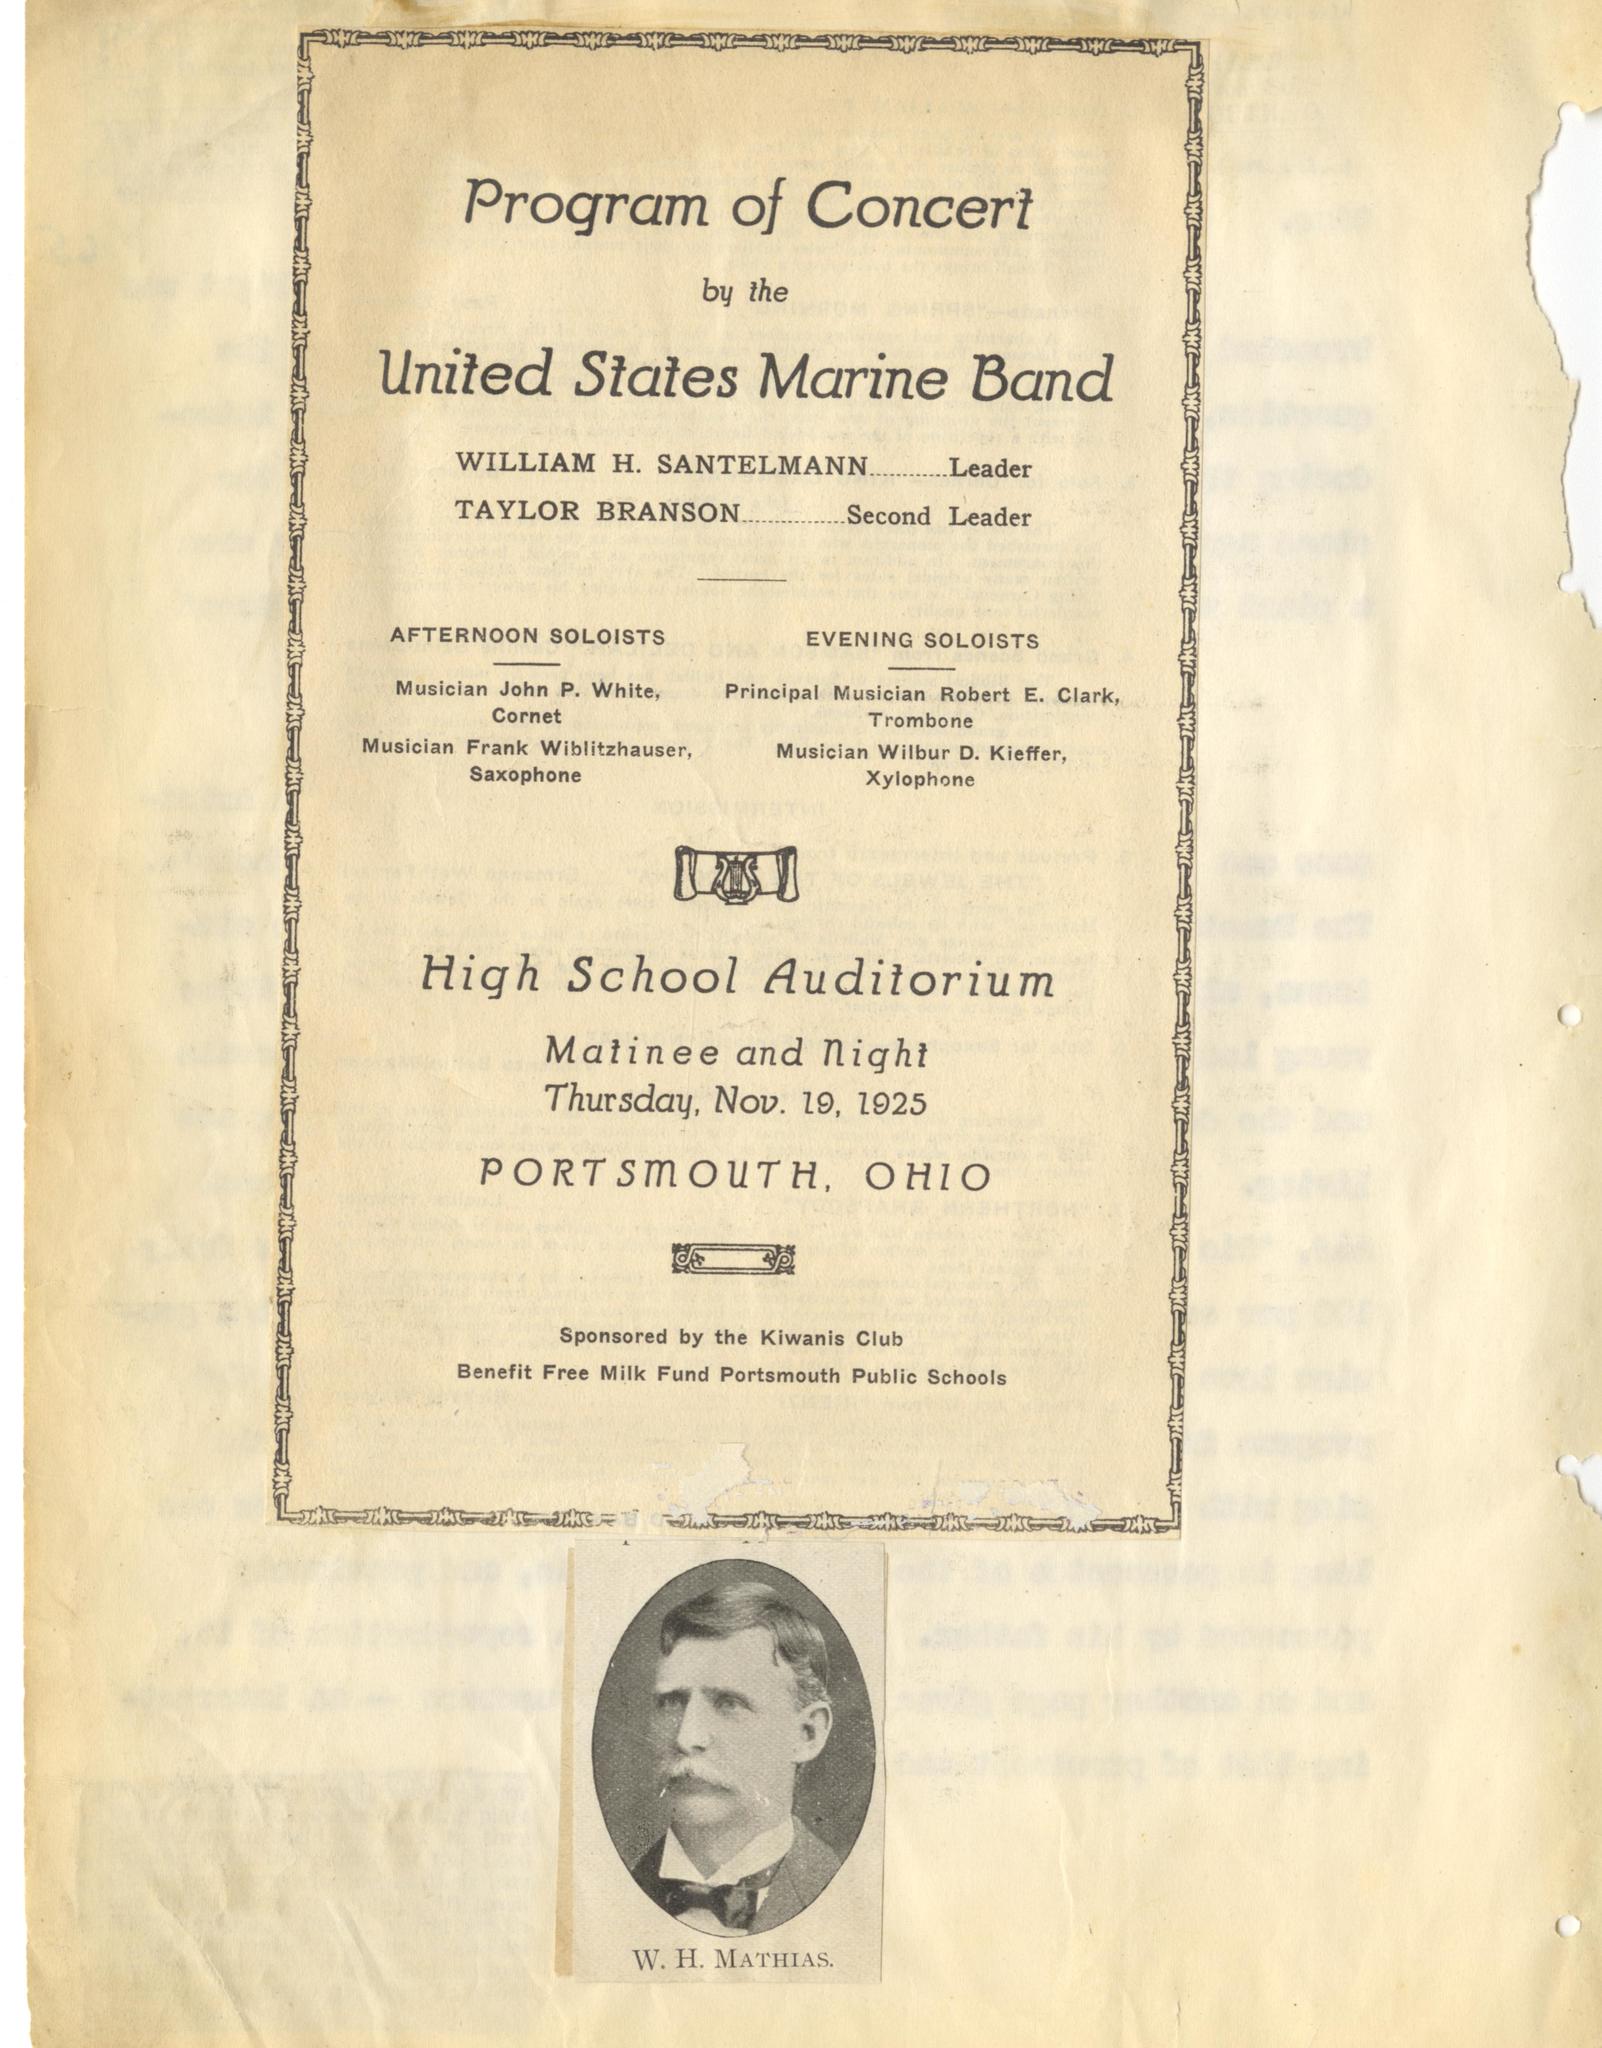 Program of Concert
by the
United States Marine Band
WILLIAM H. SANTELMANN..........Leader
TAYLOR BRANSON.............Second Leader
AFTERNOON SOLOISTS
Musician John P. White,
Cornet
Musician Frank Wiblitzhauser,
Saxophone
EVENING SOLOISTS
Principal Musician Robert E. Clark,
Trombone
Musician Wilbur D. Kieffer,
Xylophone
High School Auditorium
Matinee and Night
Thursday, Nov. 19, 1925
PORTSMOUTH, OHIO
Sponsored by the Kiwanis Club
Benefit Free Milk Fund Portsmouth Public Schools
W. H. MATHIAS.